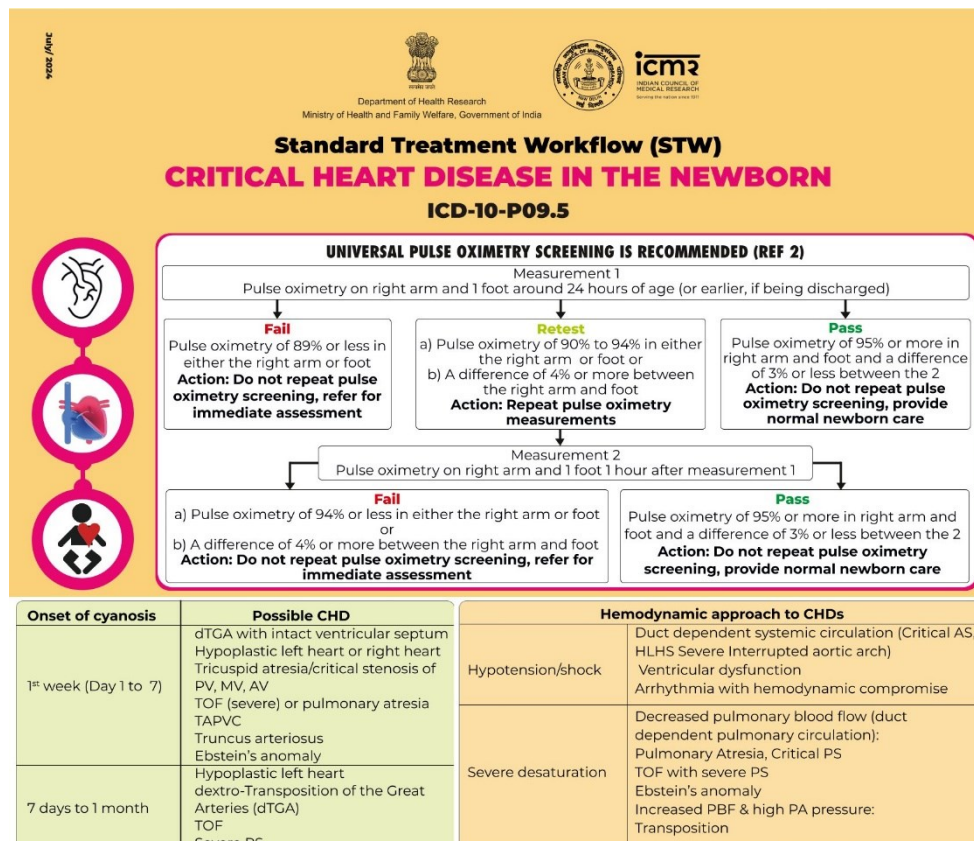 July/ 2024
सत्यमेव जयते
Department of Health Research
Ministry of Health and Family Welfare, Government of India
INDIAN COUNCIL OF MEDICAL RESEARCH
NEW DELHI
icmr
INDIAN COUNCIL OF
MEDICAL RESEARCH
Serving the nation since 1911
Standard Treatment Workflow (STW)
CRITICAL HEART DISEASE IN THE NEWBORN
ICD-10-P09.5
UNIVERSAL PULSE OXIMETRY SCREENING IS RECOMMENDED (REF 2)
Measurement 1
Pulse oximetry on right arm and 1 foot around 24 hours of age (or earlier, if being discharged)
Fail
Pulse oximetry of 89% or less in
either the right arm or foot
Action: Do not repeat pulse
oximetry screening, refer for
immediate assessment
Retest
a) Pulse oximetry of 90% to 94% in either
the right arm or foot or
b) A difference of 4% or more between
the right arm and foot
Action: Repeat pulse oximetry
measurements
Pass
Pulse oximetry of 95% or more in
right arm and foot and a difference
of 3% or less between the 2
Action: Do not repeat pulse
oximetry screening, provide
normal newborn care
Measurement 2
Pulse oximetry on right arm and 1 foot 1 hour after measurement 1
Fail
a) Pulse oximetry of 94% or less in either the right arm or foot
or
b) A difference of 4% or more between the right arm and foot
Action: Do not repeat pulse oximetry screening, refer for
immediate assessment
Pass
Pulse oximetry of 95% or more in right arm and
foot and a difference of 3% or less between the 2
Action: Do not repeat pulse oximetry
screening, provide normal newborn care
Onset of cyanosis
Possible CHD
1st week (Day 1 to 7)
dTGA with intact ventricular septum
Hypoplastic left heart or right heart
Tricuspid atresia/critical stenosis of
PV, MV, AV
TOF (severe) or pulmonary atresia
TAPVC
Truncus arteriosus
Ebstein's anomaly
7 days to 1 month
Hypoplastic left heart
dextro-Transposition of the Great
Arteries (dTGA)
TOF
Severe PS
Hemodynamic approach to CHDs
Hypotension/shock
Duct dependent systemic circulation (Critical AS,
HLHS Severe Interrupted aortic arch)
Ventricular dysfunction
Arrhythmia with hemodynamic compromise
Severe desaturation
Decreased pulmonary blood flow (duct
dependent pulmonary circulation):
Pulmonary Atresia, Critical PS
TOF with severe PS
Ebstein's anomaly
Increased PBF & high PA pressure:
Transposition